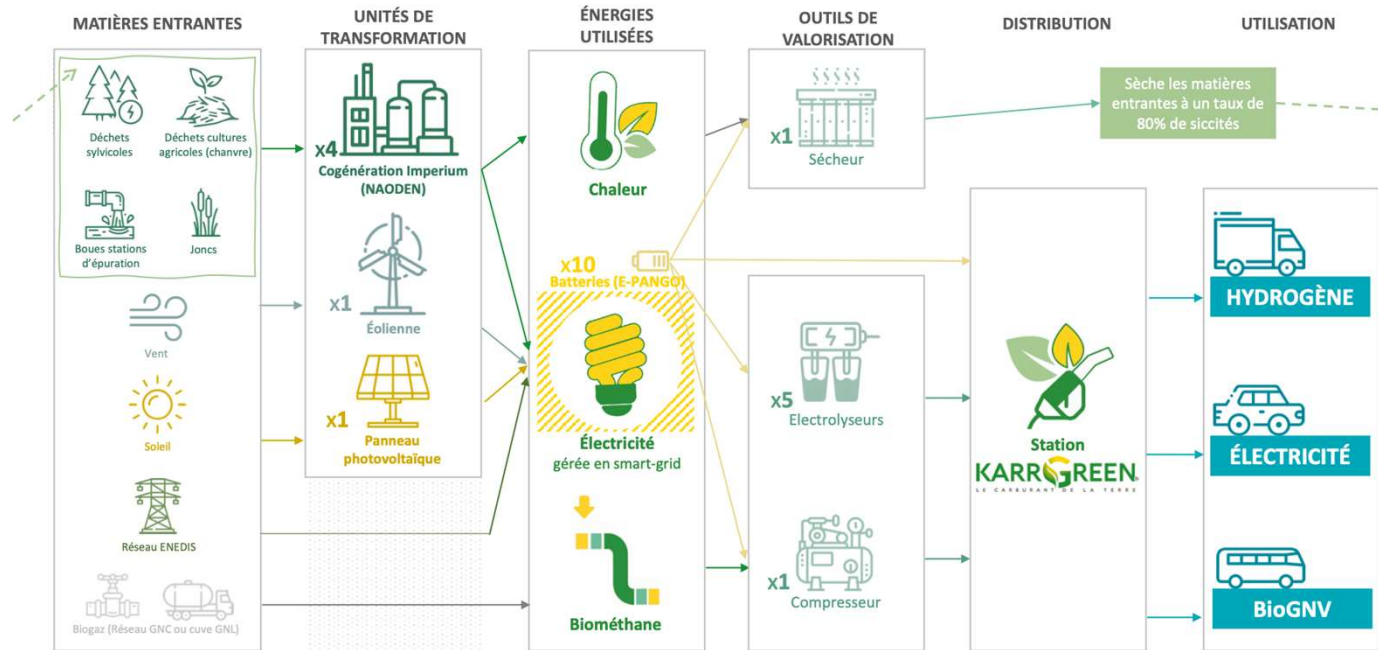 MATIÈRES ENTRANTES
UNITÉS DE
TRANSFORMATION
ÉNERGIES
UTILISÉES
OUTILS DE
VALORISATION
DISTRIBUTION
UTILISATION
Déchets
sylvicoles
Déchets cultures
agricoles (chanvre)
Boues stations
d'épuration
Joncs
Vent
Soleil
Réseau ENEDIS
Biogaz (Réseau GNC ou cuve GNL)
x4
Cogénération Imperium
(NAODEN)
x1
Éolienne
x1
Panneau
photovoltaïque
Chaleur
x10
Batteries (E-PANGO)
Électricité
gérée en smart-grid
Biométhane
x1
Sécheur
x5
Electrolyseurs
x1
Compresseur
Sèche les matières
entrantes à un taux de
80% de siccités
Station
KARRGREEN
LE CARBURANT DE LA TERRE
HYDROGÈNE
ÉLECTRICITÉ
BioGNV